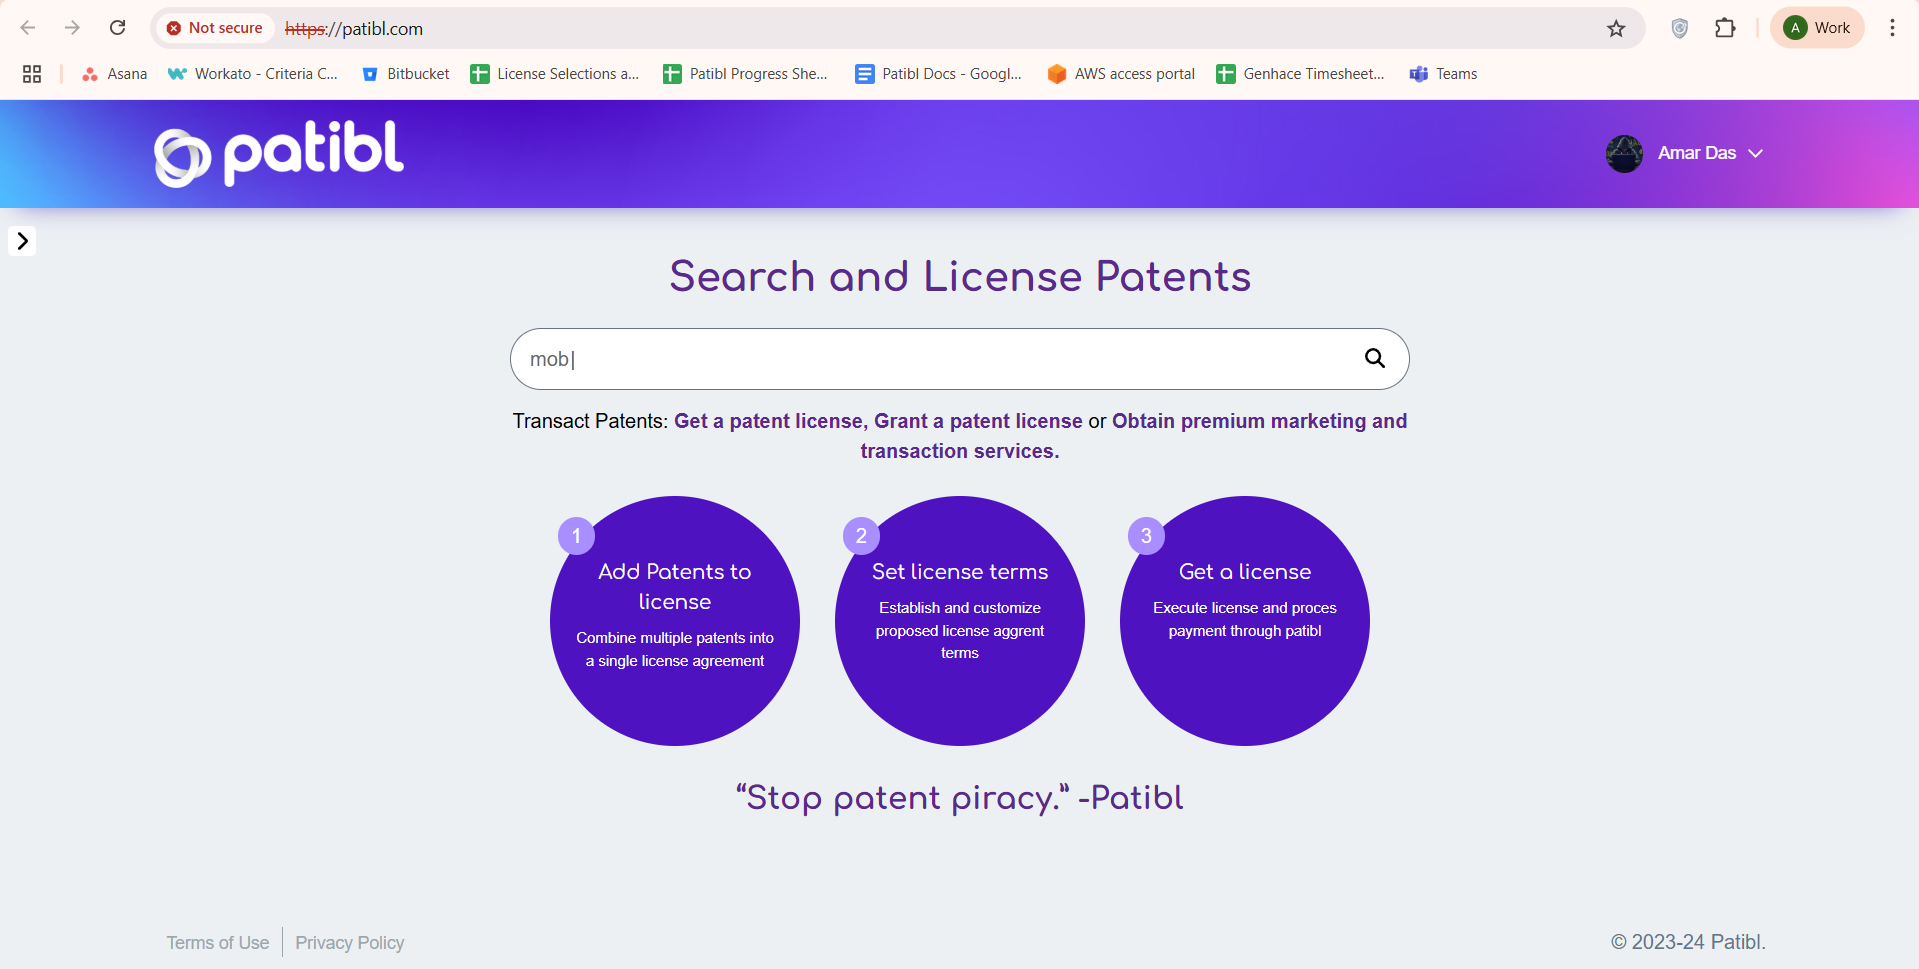 Not secure https://patibl.com A Work
Asana Workato - Criteria C... Bitbucket License Selections a... Patibl Progress She... Patibl Docs - Googl... AWS access portal Genhace Timesheet... Teams
patibl Amar Das
Search and License Patents
mob
Transact Patents: Get a patent license, Grant a patent license or Obtain premium marketing and
transaction services.
1
Add Patents to
license
Combine multiple patents into
a single license agreement
2
Set license terms
Establish and customize
proposed license aggrent
terms
3
Get a license
Execute license and proces
payment through patibl
“Stop patent piracy.” -Patibl
Terms of Use Privacy Policy © 2023-24 Patibl.